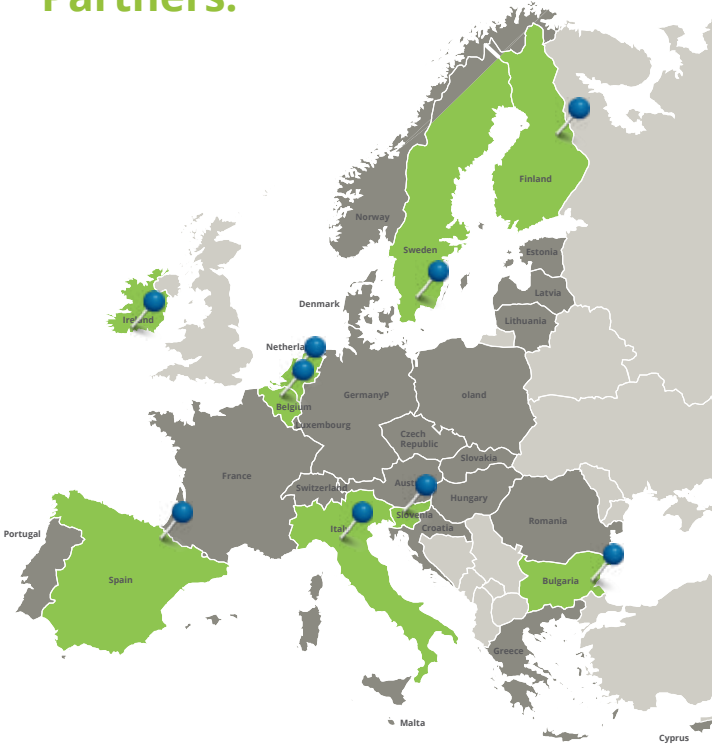 Partners.
Finland
Norway
Sweden
Estonia
Latvia
Denmark
Lithuania
Ireland
Netherla
GermanyP
oland
Belgium
Luxembourg
Czech
Republic
Slovakia
France
Switzerland
Aust
Hungary
Slovenia
Romania
Croatia
Ital
Portugal
Spain
Bulgaria
Greece
Malta
Cyprus